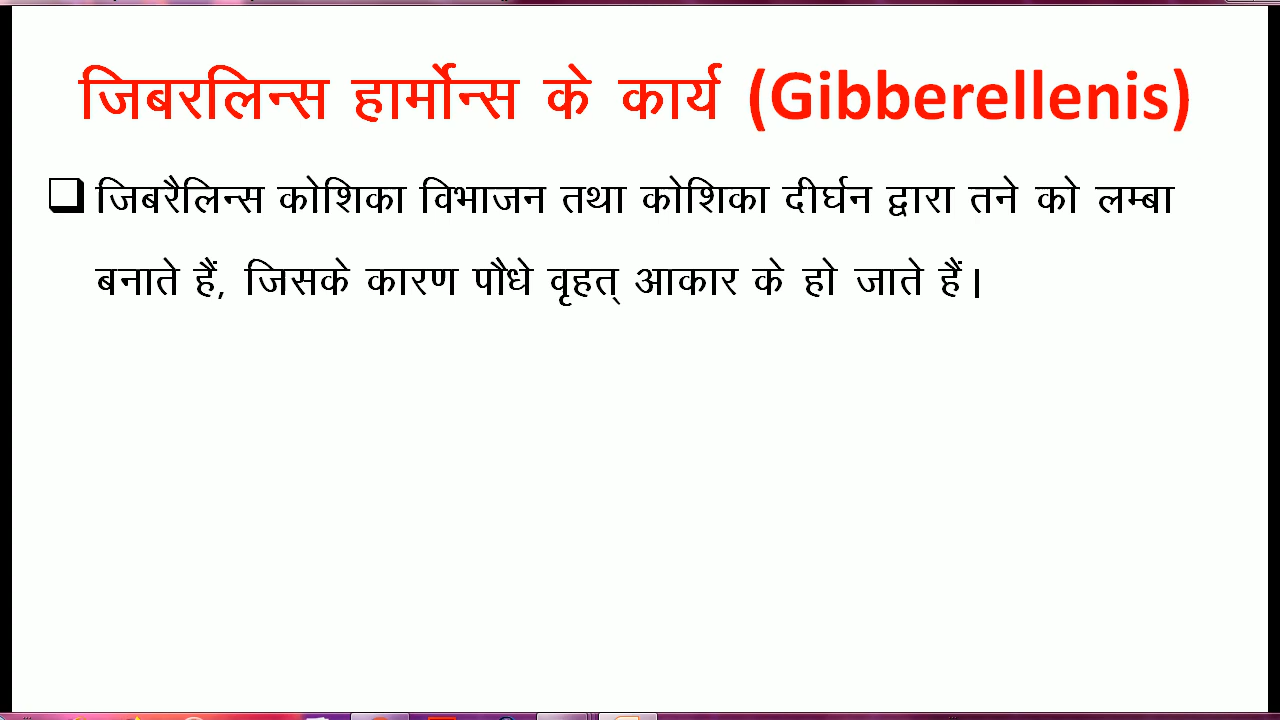 जिबरलिन्स हार्मोन्स के कार्य (Gibberellenis)
जिबरैलिन्स कोशिका विभाजन तथा कोशिका दीर्घन द्वारा तने को लम्बा
बनाते हैं, जिसके कारण पौधे वृहत् आकार के हो जाते हैं।